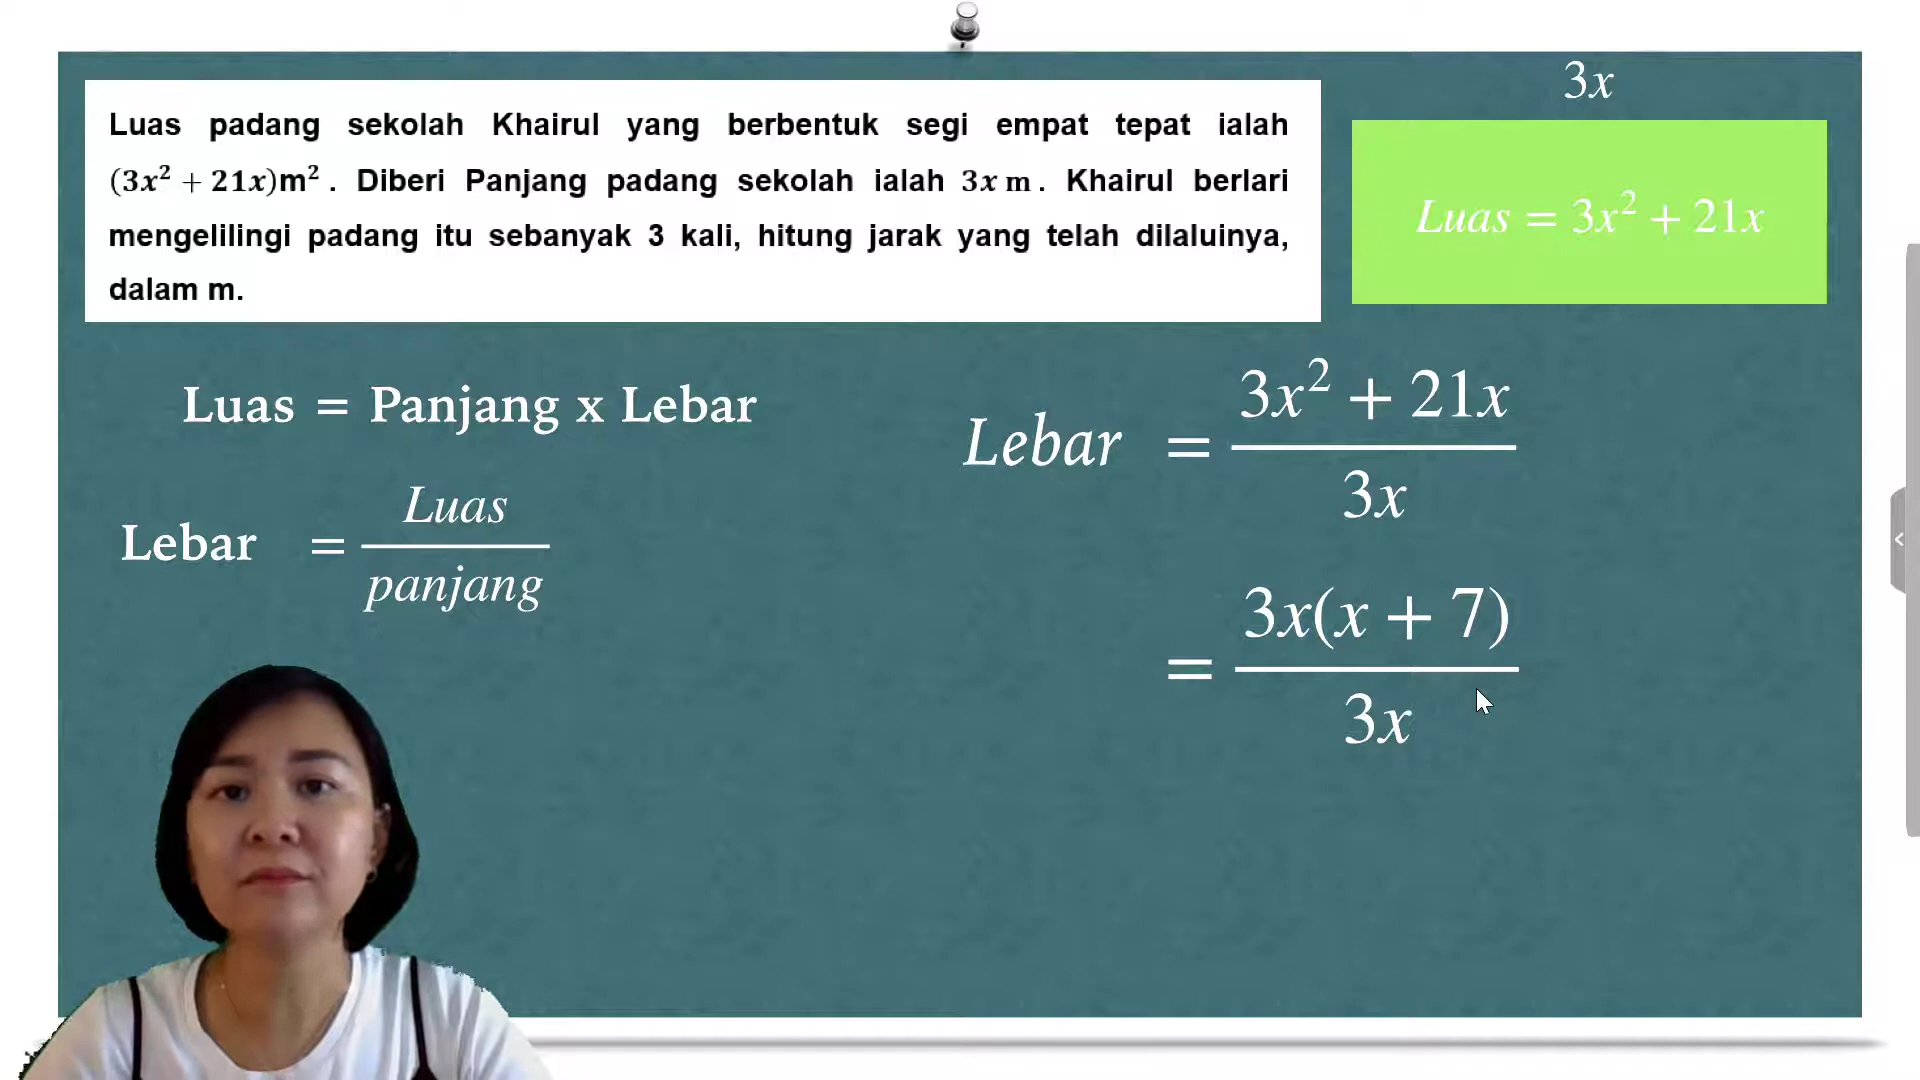 Luas padang sekolah Khairul yang berbentuk segi empat tepat ialah
(3x² + 21x)m² . Diberi Panjang padang sekolah ialah 3x m . Khairul berlari
mengelilingi padang itu sebanyak 3 kali, hitung jarak yang telah dilaluinya,
dalam m.
3x
Luas = 3x² + 21x
Luas = Panjang x Lebar
Lebar = Luas
panjang
Lebar = 3x² + 21x
3x
= 3x(x + 7)
3x